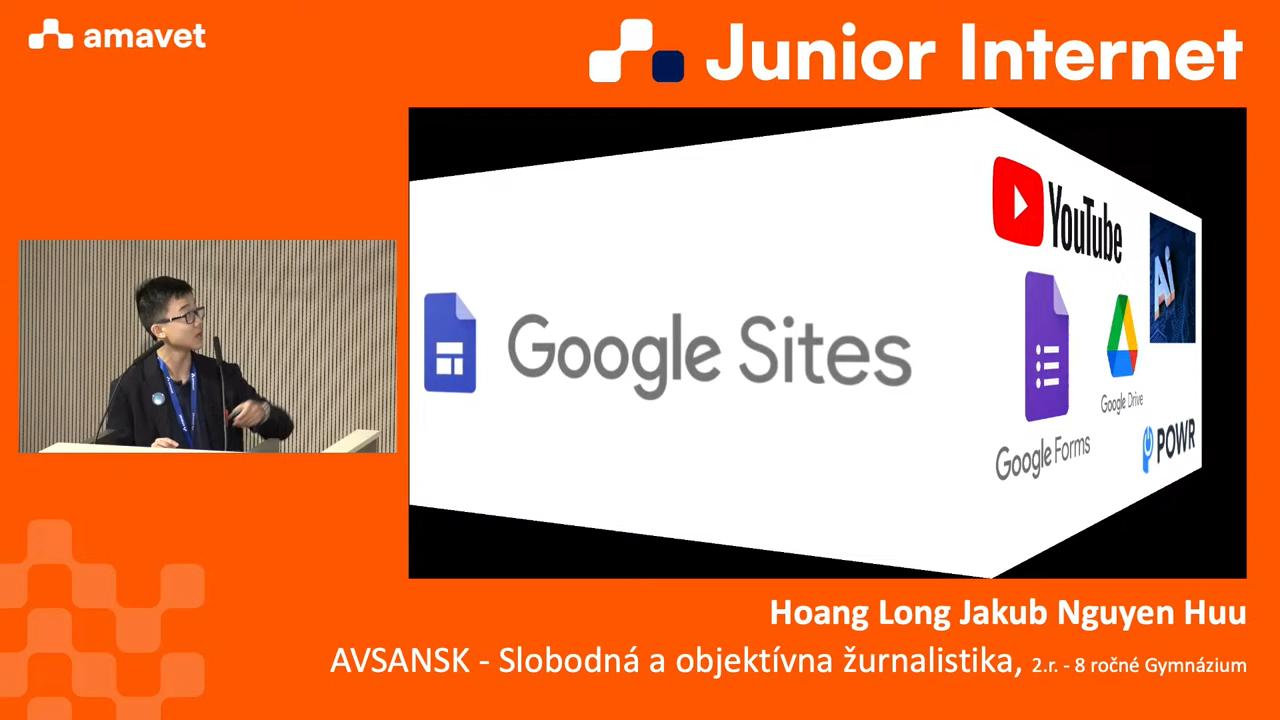 amavet
Junior Internet
YouTube
Ai
Google Sites
Google Drive
Google Forms
POWR
Hoang Long Jakub Nguyen Huu
AVSANSK - Slobodná a objektívna žurnalistika, 2.r. - 8 ročné Gymnázium